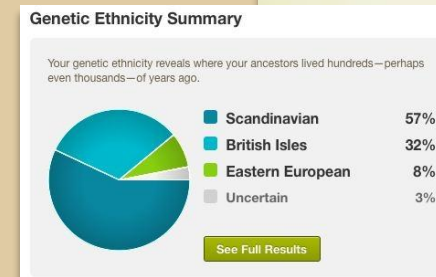 Genetic Ethnicity Summary
Your genetic ethnicity reveals where your ancestors lived hundreds—perhaps
even thousands—of years ago.
Scandinavian 57%
British Isles 32%
Eastern European 8%
Uncertain 3%
See Full Results